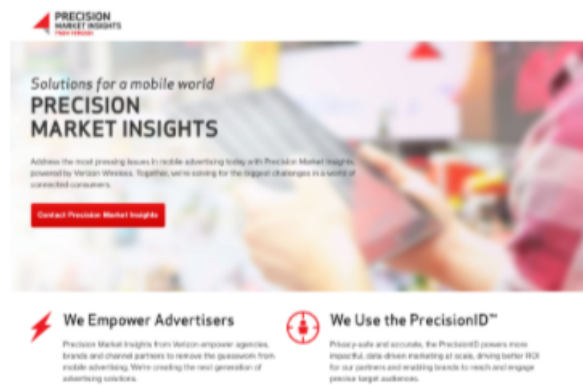 PRECISION
MARKET INSIGHTS
FROM VERIZON
Solutions for a mobile world
PRECISION
MARKET INSIGHTS
Address the most pressing issues in mobile advertising today with Precision Market Insights,
powered by Verizon Wireless. Together, we're solving for the biggest challenges in a world of
connected consumers.
Contact Precision Market Insights
We Empower Advertisers
Precision Market Insights from Verizon empower agencies,
brands and channel partners to remove the guesswork from
mobile advertising. We're creating the next generation of
advertising solutions.
We Use the PrecisionID™
Privacy-safe and accurate, the PrecisionID powers more
impactful, data-driven marketing at scale, driving better ROI
for our partners and enabling brands to reach and engage
precise target audiences.